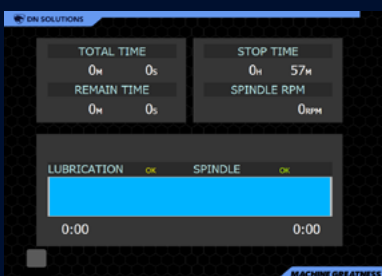 DN SOLUTIONS
TOTAL TIME
0M 0S
REMAIN TIME
0M 0S
STOP TIME
0H 57M
SPINDLE RPM
0RPM
LUBRICATION OK SPINDLE OK
0:00 0:00
MACHINE GREATNESS